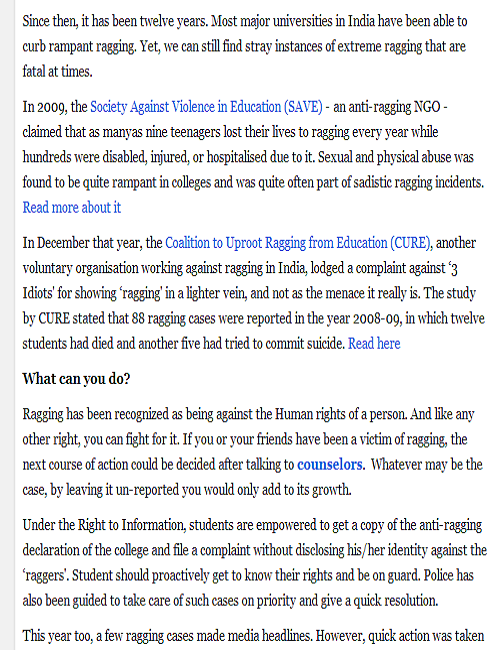 Since then, it has been twelve years. Most major universities in India have been able to
curb rampant ragging. Yet, we can still find stray instances of extreme ragging that are
fatal at times.
In 2009, the Society Against Violence in Education (SAVE) - an anti-ragging NGO -
claimed that as manyas nine teenagers lost their lives to ragging every year while
hundreds were disabled, injured, or hospitalised due to it. Sexual and physical abuse was
found to be quite rampant in colleges and was quite often part of sadistic ragging incidents.
Read more about it
In December that year, the Coalition to Uproot Ragging from Education (CURE), another
voluntary organisation working against ragging in India, lodged a complaint against ‘3
Idiots' for showing ‘ragging' in a lighter vein, and not as the menace it really is. The study
by CURE stated that 88 ragging cases were reported in the year 2008-09, in which twelve
students had died and another five had tried to commit suicide. Read here
What can you do?
Ragging has been recognized as being against the Human rights of a person. And like any
other right, you can fight for it. If you or your friends have been a victim of ragging, the
next course of action could be decided after talking to counselors. Whatever may be the
case, by leaving it un-reported you would only add to its growth.
Under the Right to Information, students are empowered to get a copy of the anti-ragging
declaration of the college and file a complaint without disclosing his/her identity against the
‘raggers'. Student should proactively get to know their rights and be on guard. Police has
also been guided to take care of such cases on priority and give a quick resolution.
This year too, a few ragging cases made media headlines. However, quick action was taken